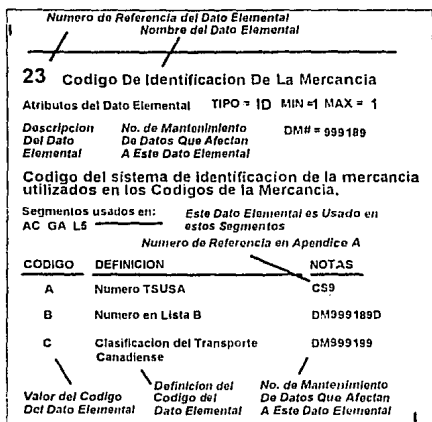 Numero de Referencia del Dato Elemental
Nombre del Dato Elemental
23 Codigo De Identificacion De La Mercancia
Atributos del Dato Elemental TIPO = ID MIN =1 MAX = 1
Descripcion No. de Mantenimiento DM# = 999189
Del Dato De Datos Que Afectan
Elemental A Este Dato Elemental
Codigo del sistema de identificacion de la mercancia
utilizados en los Codigos de la Mercancia.
Segmentos usados en: Este Dato Elemental es Usado en
AC GA L5 estos Segmentos
Numero de Referencia en Apendice A
CODIGO DEFINICION NOTAS
A Numero TSUSA CS9
B Numero en Lista B DM999189D
C Clasificacion del Transporte DM999199
Canadiense
Valor del Codigo Definicion del No. de Mantenimiento
Del Dato Elemental Codigo del De Datos Que Afectan
Dato Elemental A Este Dato Elemental